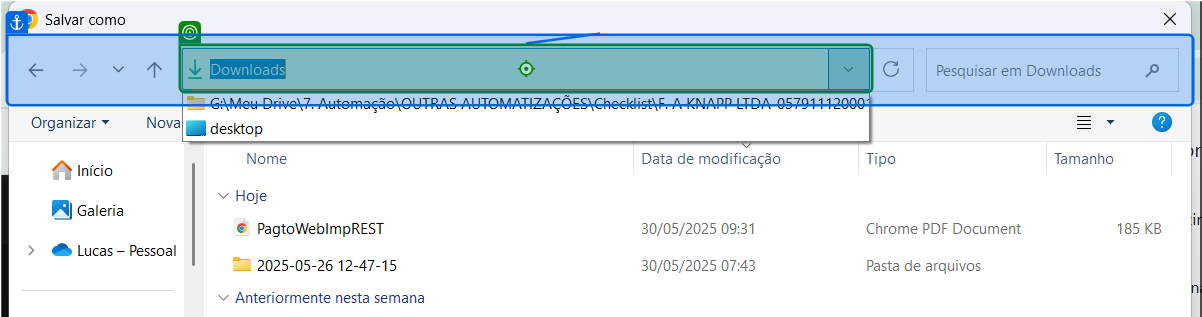 Salvar como
Downloads
Pesquisar em Downloads
G:\Meu Drive\7. Automação\OUTRAS AUTOMATIZAÇÕES\Checklist\F. A KNAPP LTDA-05791112000
desktop
Organizar
Nova
Nome
Data de modificação
Tipo
Tamanho
Início
Galeria
Lucas – Pessoal
Hoje
PagtoWebImpREST
30/05/2025 09:31
Chrome PDF Document
185 KB
2025-05-26 12-47-15
30/05/2025 07:43
Pasta de arquivos
Anteriormente nesta semana